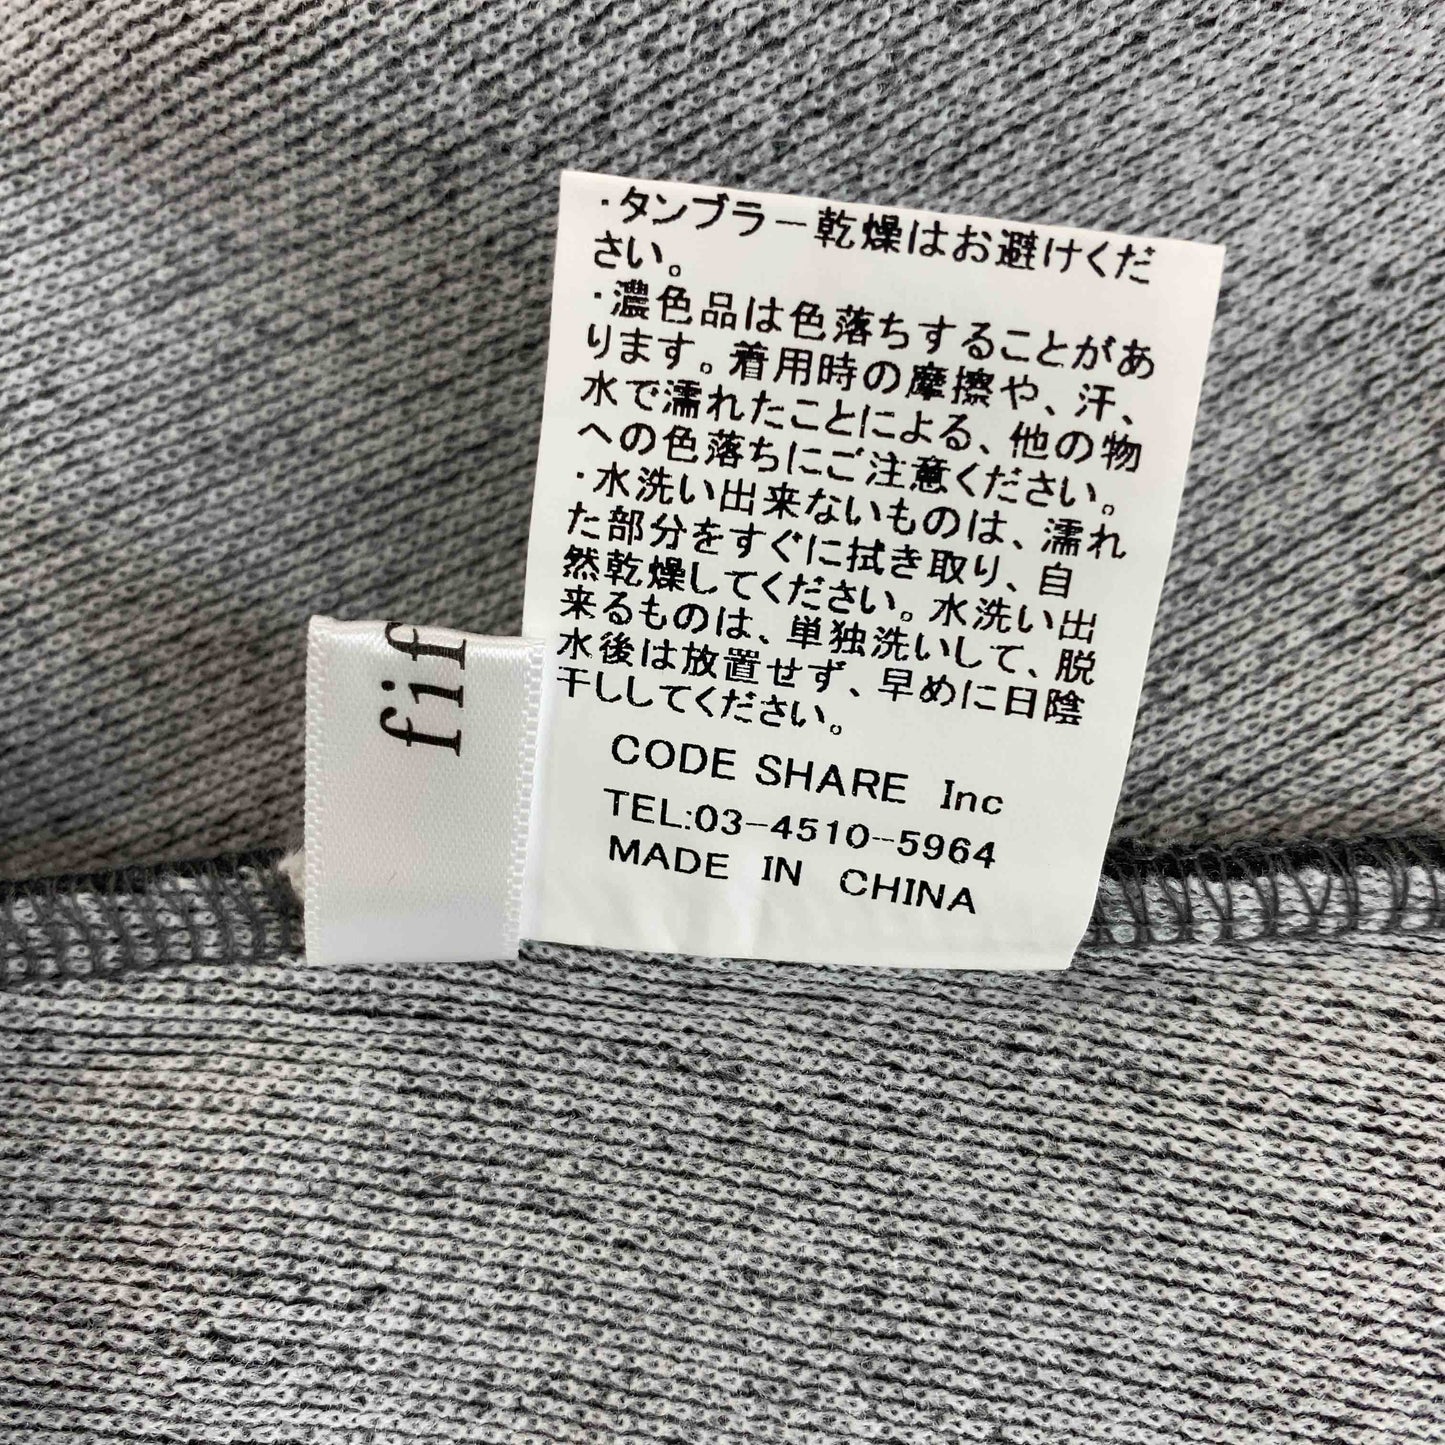 ・タンブラー乾燥はお避けくだ
さい。
・濃色品は色落ちすることがあ
ります。着用時の摩擦や、汗、
水で濡れたことによる、他の物
への色落ちにご注意ください。
・水洗い出来ないものは、濡れ
た部分をすぐに拭き取り、自
然乾燥してください。水洗い出
来るものは、単独洗いして、脱
水後は放置せず、早めに日陰
干ししてください。
CODE SHARE Inc
TEL:03-4510-5964
MADE IN CHINA
fif